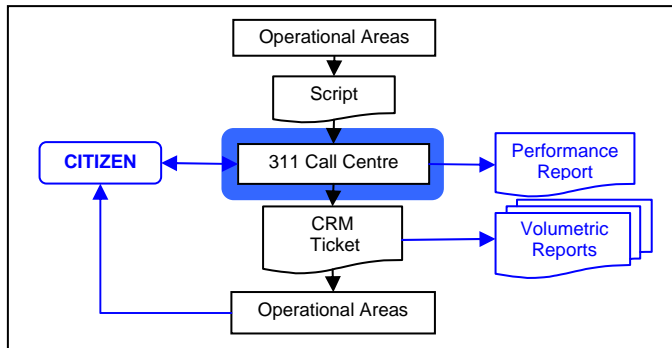 Operational Areas
Script
CITIZEN
311 Call Centre
Performance
Report
CRM
Ticket
Volumetric
Reports
Operational Areas